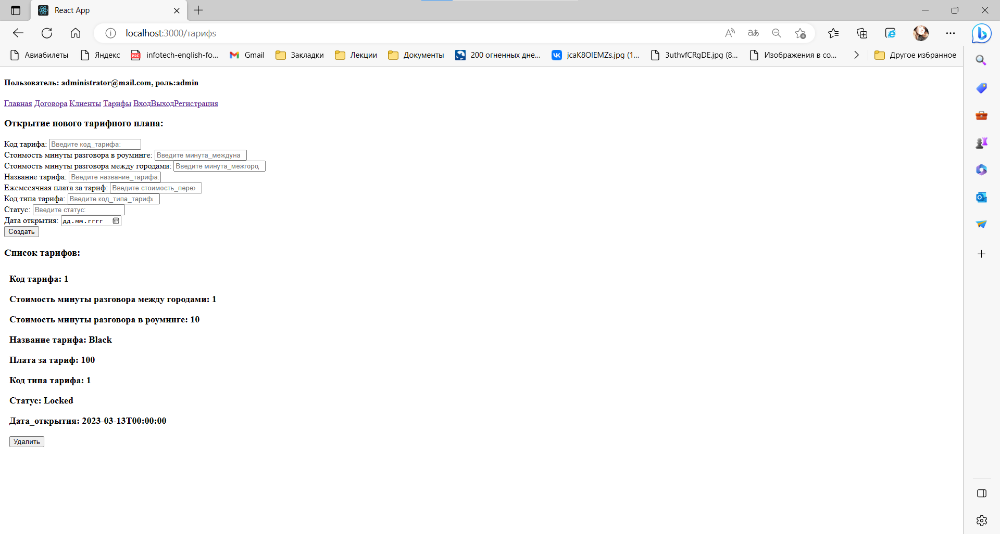 React App
localhost:3000/тарифs
Авиабилеты Яндекс infotech-english-fo... Gmail Закладки Лекции Документы 200 огненных дне... jcaK8OIEMZs.jpg (1... 3uthvfCRgDE.jpg (8... Изображения в со... Другое избранное
Пользователь: administrator@mail.com, роль:admin
Главная Договора Клиенты Тарифы ВходВыходРегистрация
Открытие нового тарифного плана:
Код тарифа: Введите код_тарифа:
Стоимость минуты разговора в роуминге: Введите минута_междуна
Стоимость минуты разговора между городами: Введите минута_межгоро
Название тарифа: Введите название_тарифа:
Ежемесячная плата за тариф: Введите стоимость_пере
Код типа тарифа: Введите код_типа_тарифа
Статус: Введите статус:
Дата открытия: дд.мм.гггг
Создать
Список тарифов:
Код тарифа: 1
Стоимость минуты разговора между городами: 1
Стоимость минуты разговора в роуминге: 10
Название тарифа: Black
Плата за тариф: 100
Код типа тарифа: 1
Статус: Locked
Дата_открытия: 2023-03-13T00:00:00
Удалить